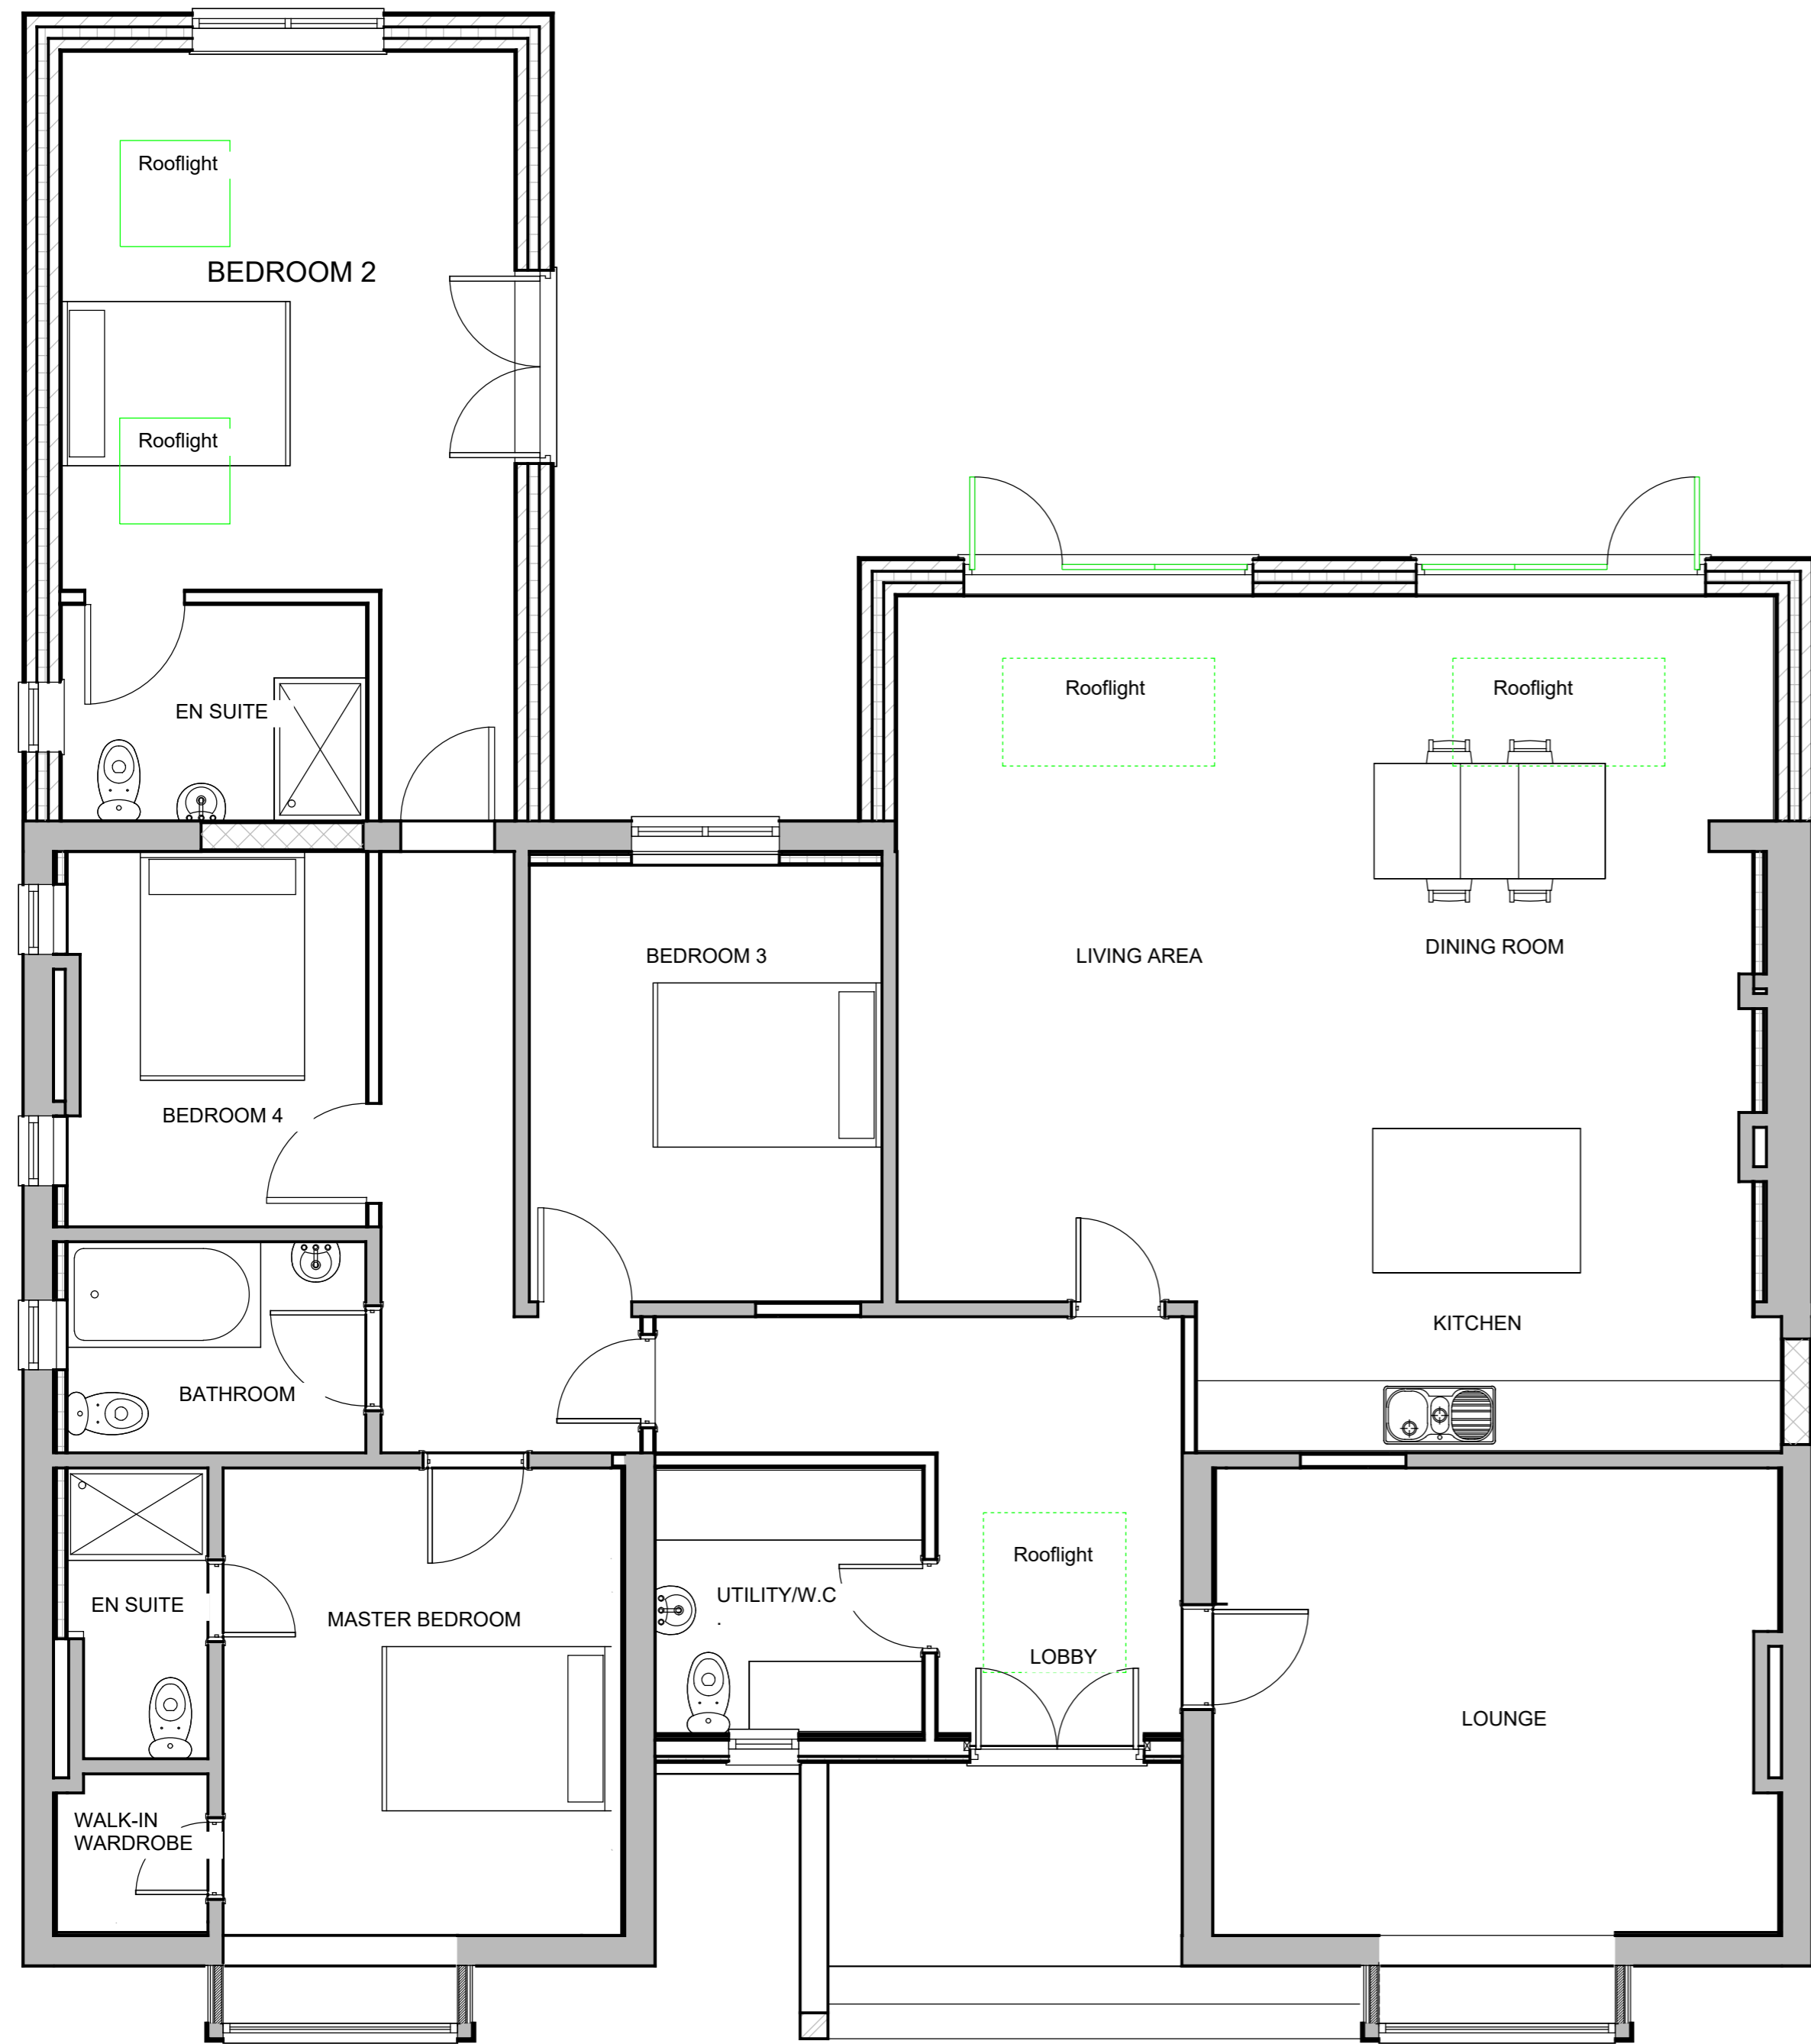 Rooflight
BEDROOM 2
Rooflight
EN SUITE
Rooflight
Rooflight
BEDROOM 3
LIVING AREA
DINING ROOM
BEDROOM 4
KITCHEN
BATHROOM
Rooflight
EN SUITE
UTILITY/W.C
.
MASTER BEDROOM
LOBBY
LOUNGE
WALK-IN
WARDROBE